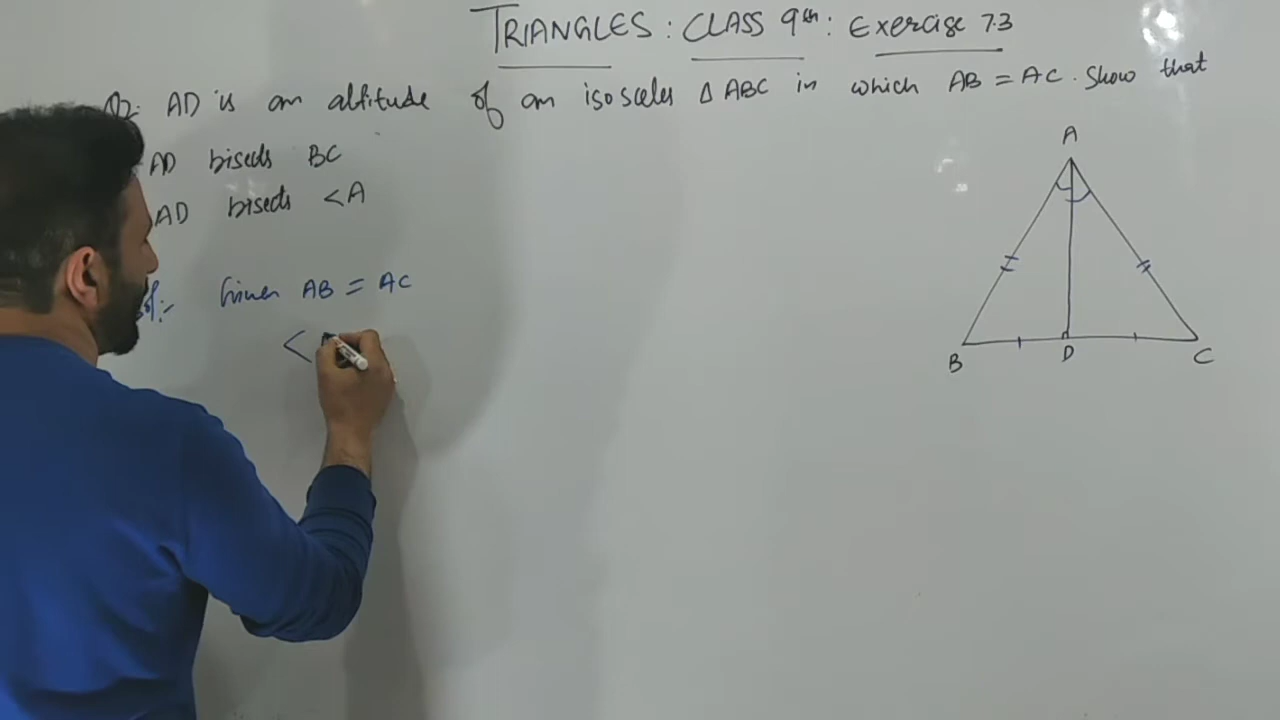 TRIANGLES : CLASS 9th : Exercise 7.3
Q2. AD is an altitude of an isosceles Δ ABC in which AB = AC. Show that
AD bisects BC
AD bisects <A
Given AB = AC
<
A
B
D
C